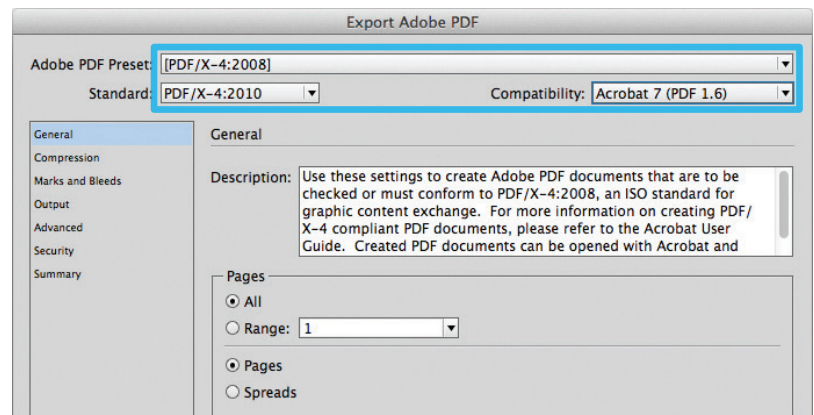 Export Adobe PDF
Adobe PDF Preset: [PDF/X-4:2008]
Standard: PDF/X-4:2010 Compatibility: Acrobat 7 (PDF 1.6)
General
Compression
Marks and Bleeds
Output
Advanced
Security
Summary
General
Description: Use these settings to create Adobe PDF documents that are to be
checked or must conform to PDF/X-4:2008, an ISO standard for
graphic content exchange. For more information on creating PDF/
X-4 compliant PDF documents, please refer to the Acrobat User
Guide. Created PDF documents can be opened with Acrobat and
Pages
All
Range: 1
Pages
Spreads